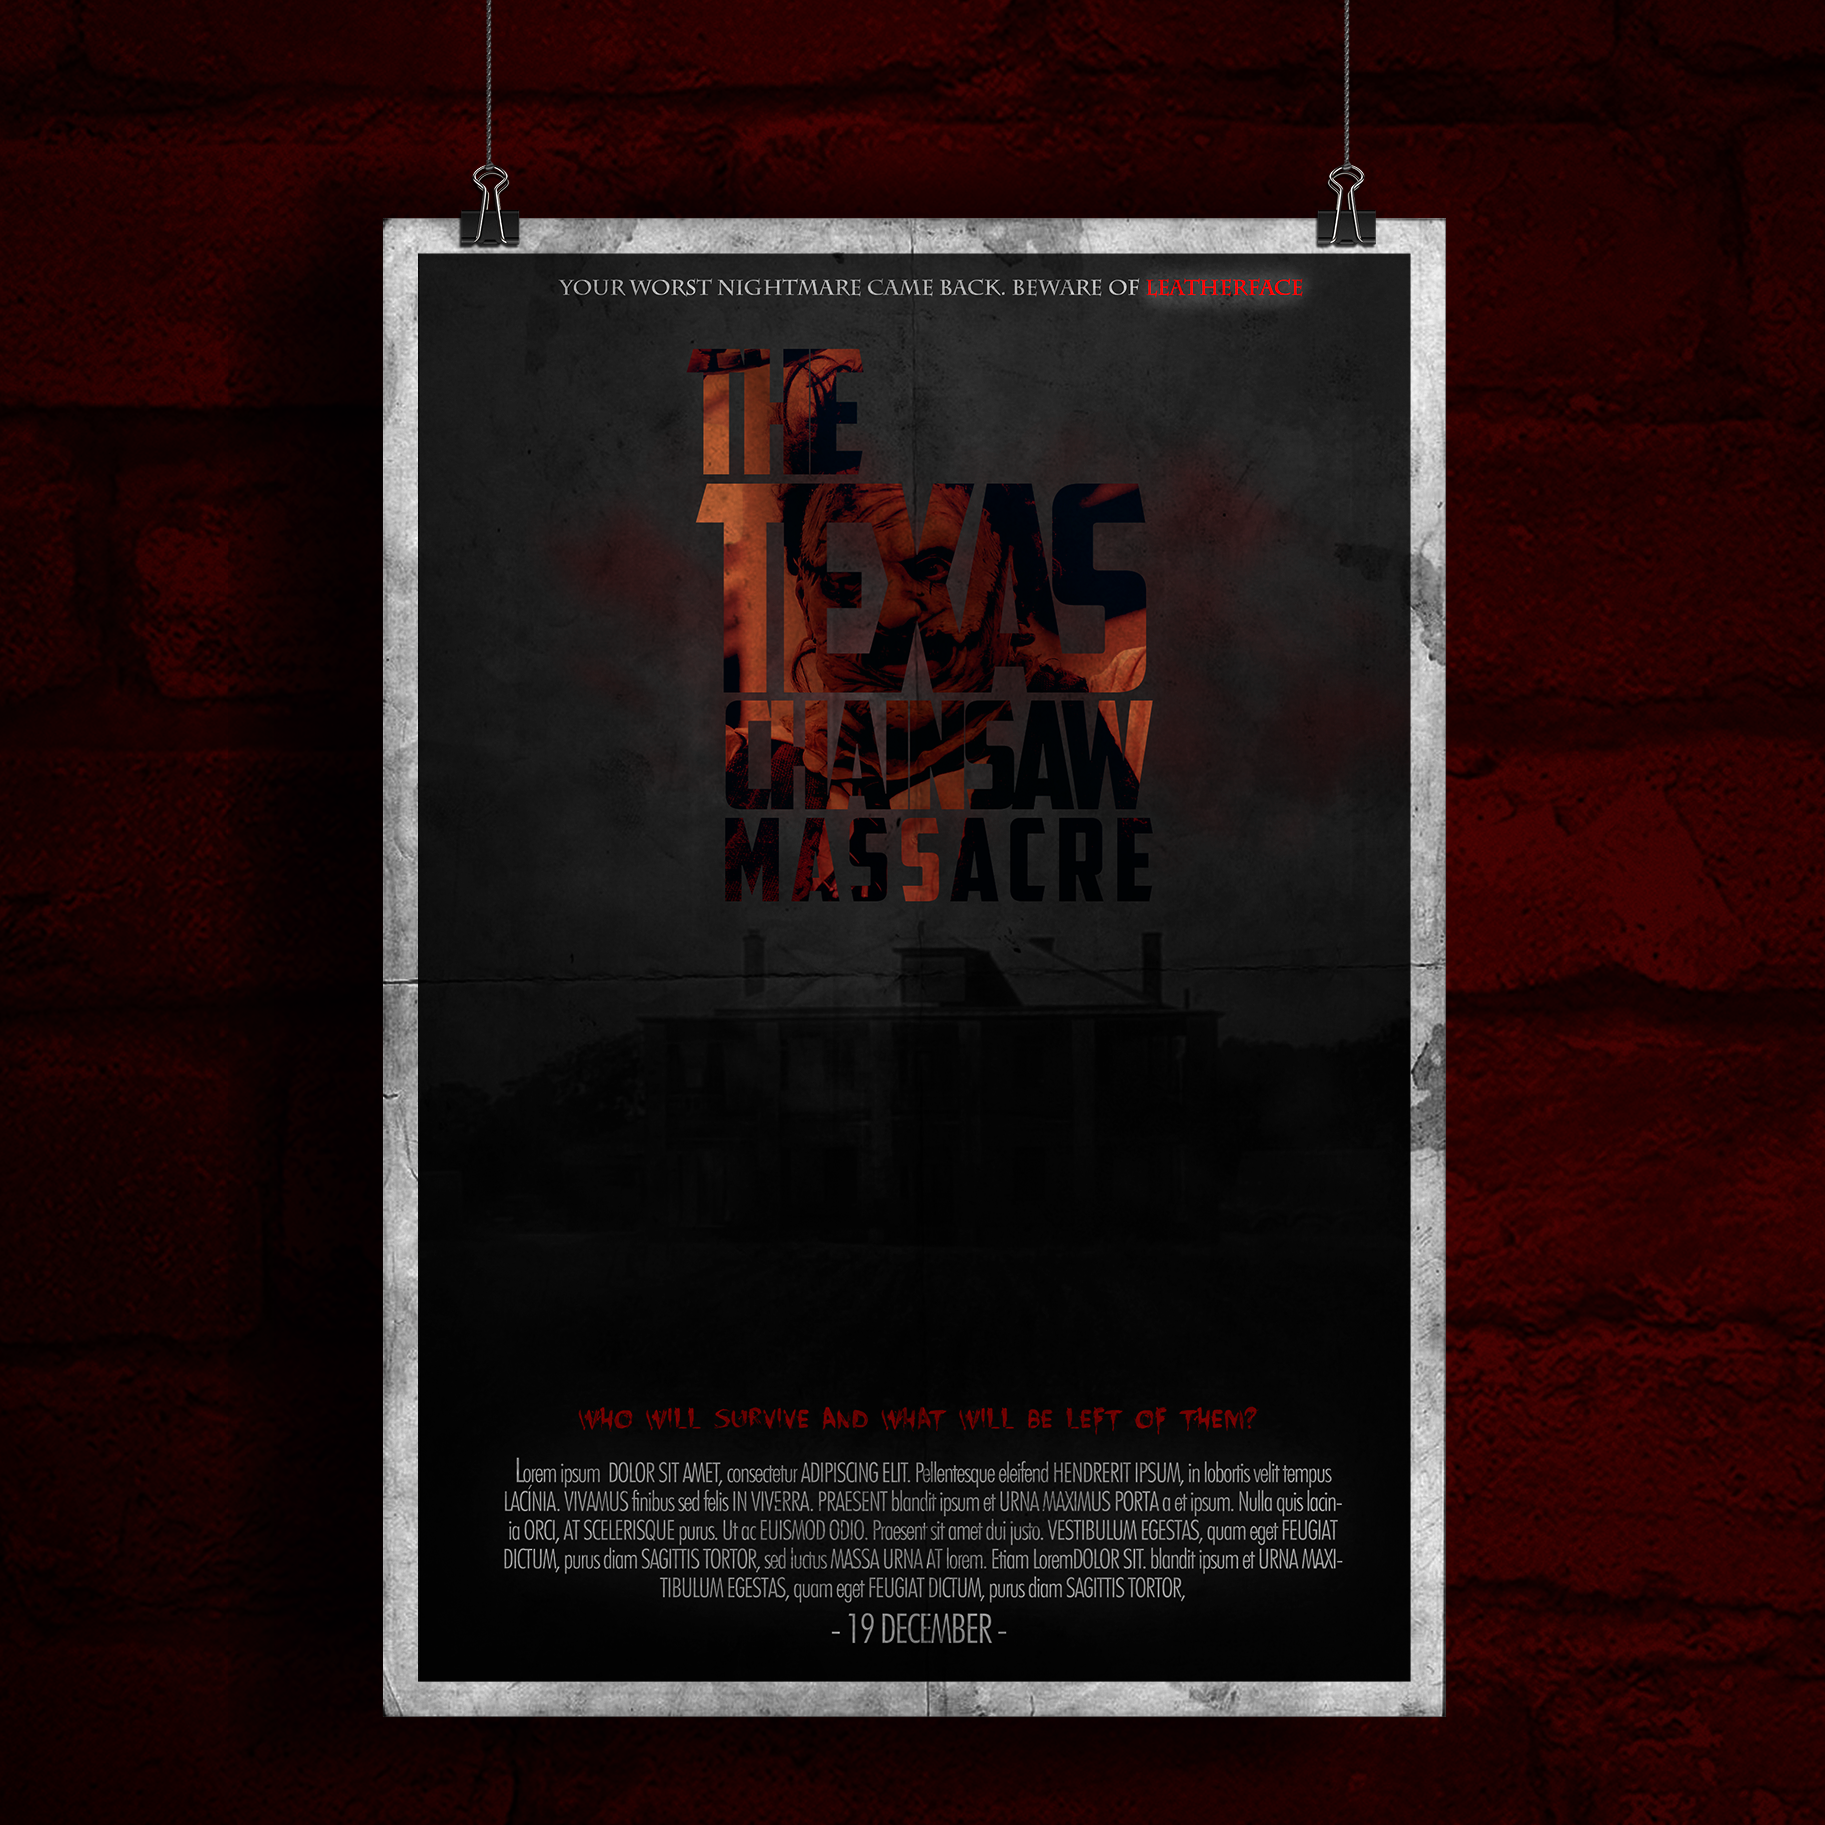 YOUR WORST NIGHTMARE CAME BACK. BEWARE OF LEATHERFACE
THE
TEXAS
CHAINSAW
MASSACRE
WHO WILL SURVIVE AND WHAT WILL BE LEFT OF THEM?
Lorem ipsum DOLOR SIT AMET, consectetur ADIPISCING ELIT. Pellentesque eleifend HENDRERIT IPSUM, in lobortis velit tempus
LACÍNIA. VIVAMUS finibus sed felis IN VIVERRA. PRAESENT blandit ipsum et URNA MAXIMUS PORTA a et ipsum. Nulla quis lacin-
ia ORCI, AT SCELERISQUE purus. Ut ac EUISMOD ODIO. Praesent sit amet dui justo. VESTIBULUM EGESTAS, quam eget FEUGIAT
DICTUM, purus diam SAGITTIS TORTOR, sed luctus MASSA URNA AT lorem. Etiam LoremDOLOR SIT. blandit ipsum et URNA MAXI-
TIBULUM EGESTAS, quam eget FEUGIAT DICTUM, purus diam SAGITTIS TORTOR,
- 19 DECEMBER -